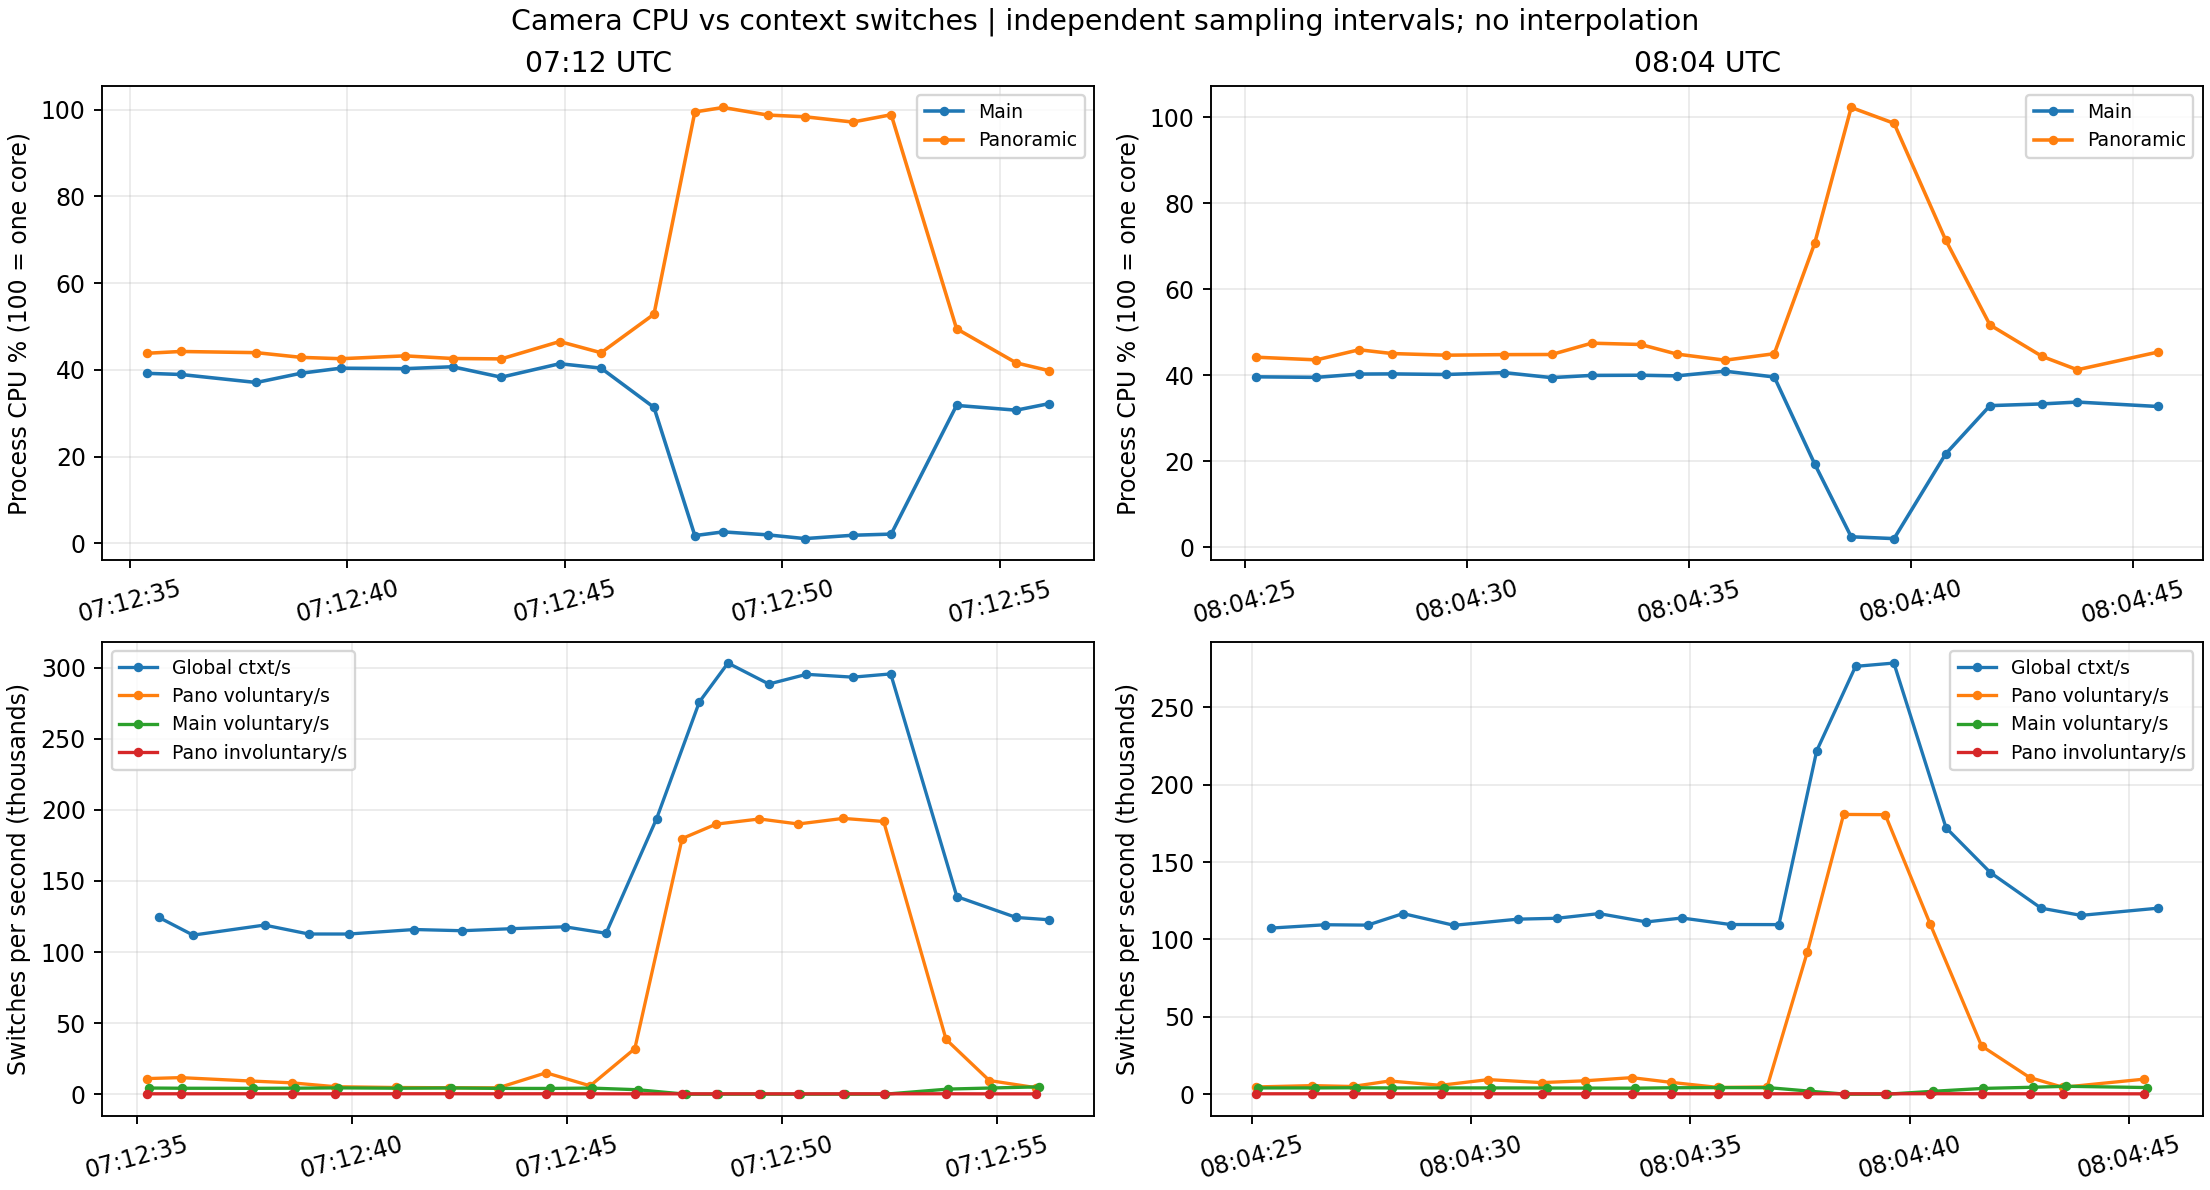 Camera CPU vs context switches | independent sampling intervals; no interpolation
07:12 UTC
Process CPU % (100 = one core)
100
80
60
40
20
0
Main
Panoramic
07:12:35
07:12:40
07:12:45
07:12:50
07:12:55
08:04 UTC
Process CPU % (100 = one core)
100
80
60
40
20
0
Main
Panoramic
08:04:25
08:04:30
08:04:35
08:04:40
08:04:45
Switches per second (thousands)
300
250
200
150
100
50
0
Global ctxt/s
Pano voluntary/s
Main voluntary/s
Pano involuntary/s
07:12:35
07:12:40
07:12:45
07:12:50
07:12:55
Switches per second (thousands)
250
200
150
100
50
0
Global ctxt/s
Pano voluntary/s
Main voluntary/s
Pano involuntary/s
08:04:25
08:04:30
08:04:35
08:04:40
08:04:45